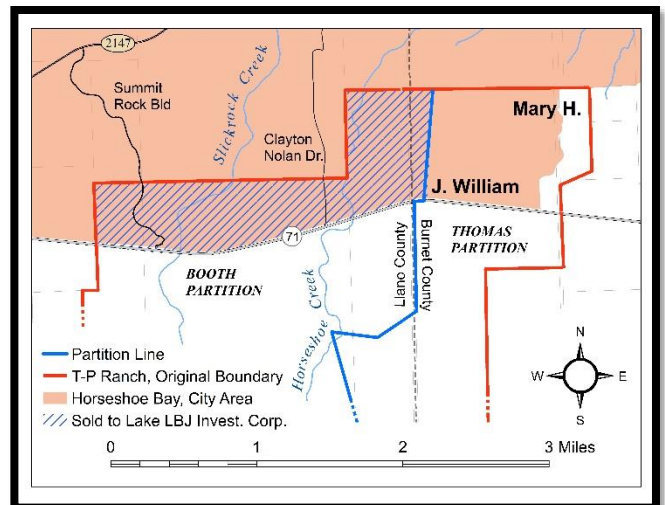 2147
Summit
Rock Bld
Slickrock Creek
Clayton
Nolan Dr.
Mary H.
J. William
71
BOOTH
PARTITION
Horseshoe Creek
Llano County
Burnet County
THOMAS
PARTITION
Partition Line
T-P Ranch, Original Boundary
Horseshoe Bay, City Area
Sold to Lake LBJ Invest. Corp.
N
W
E
S
0 1 2 3 Miles